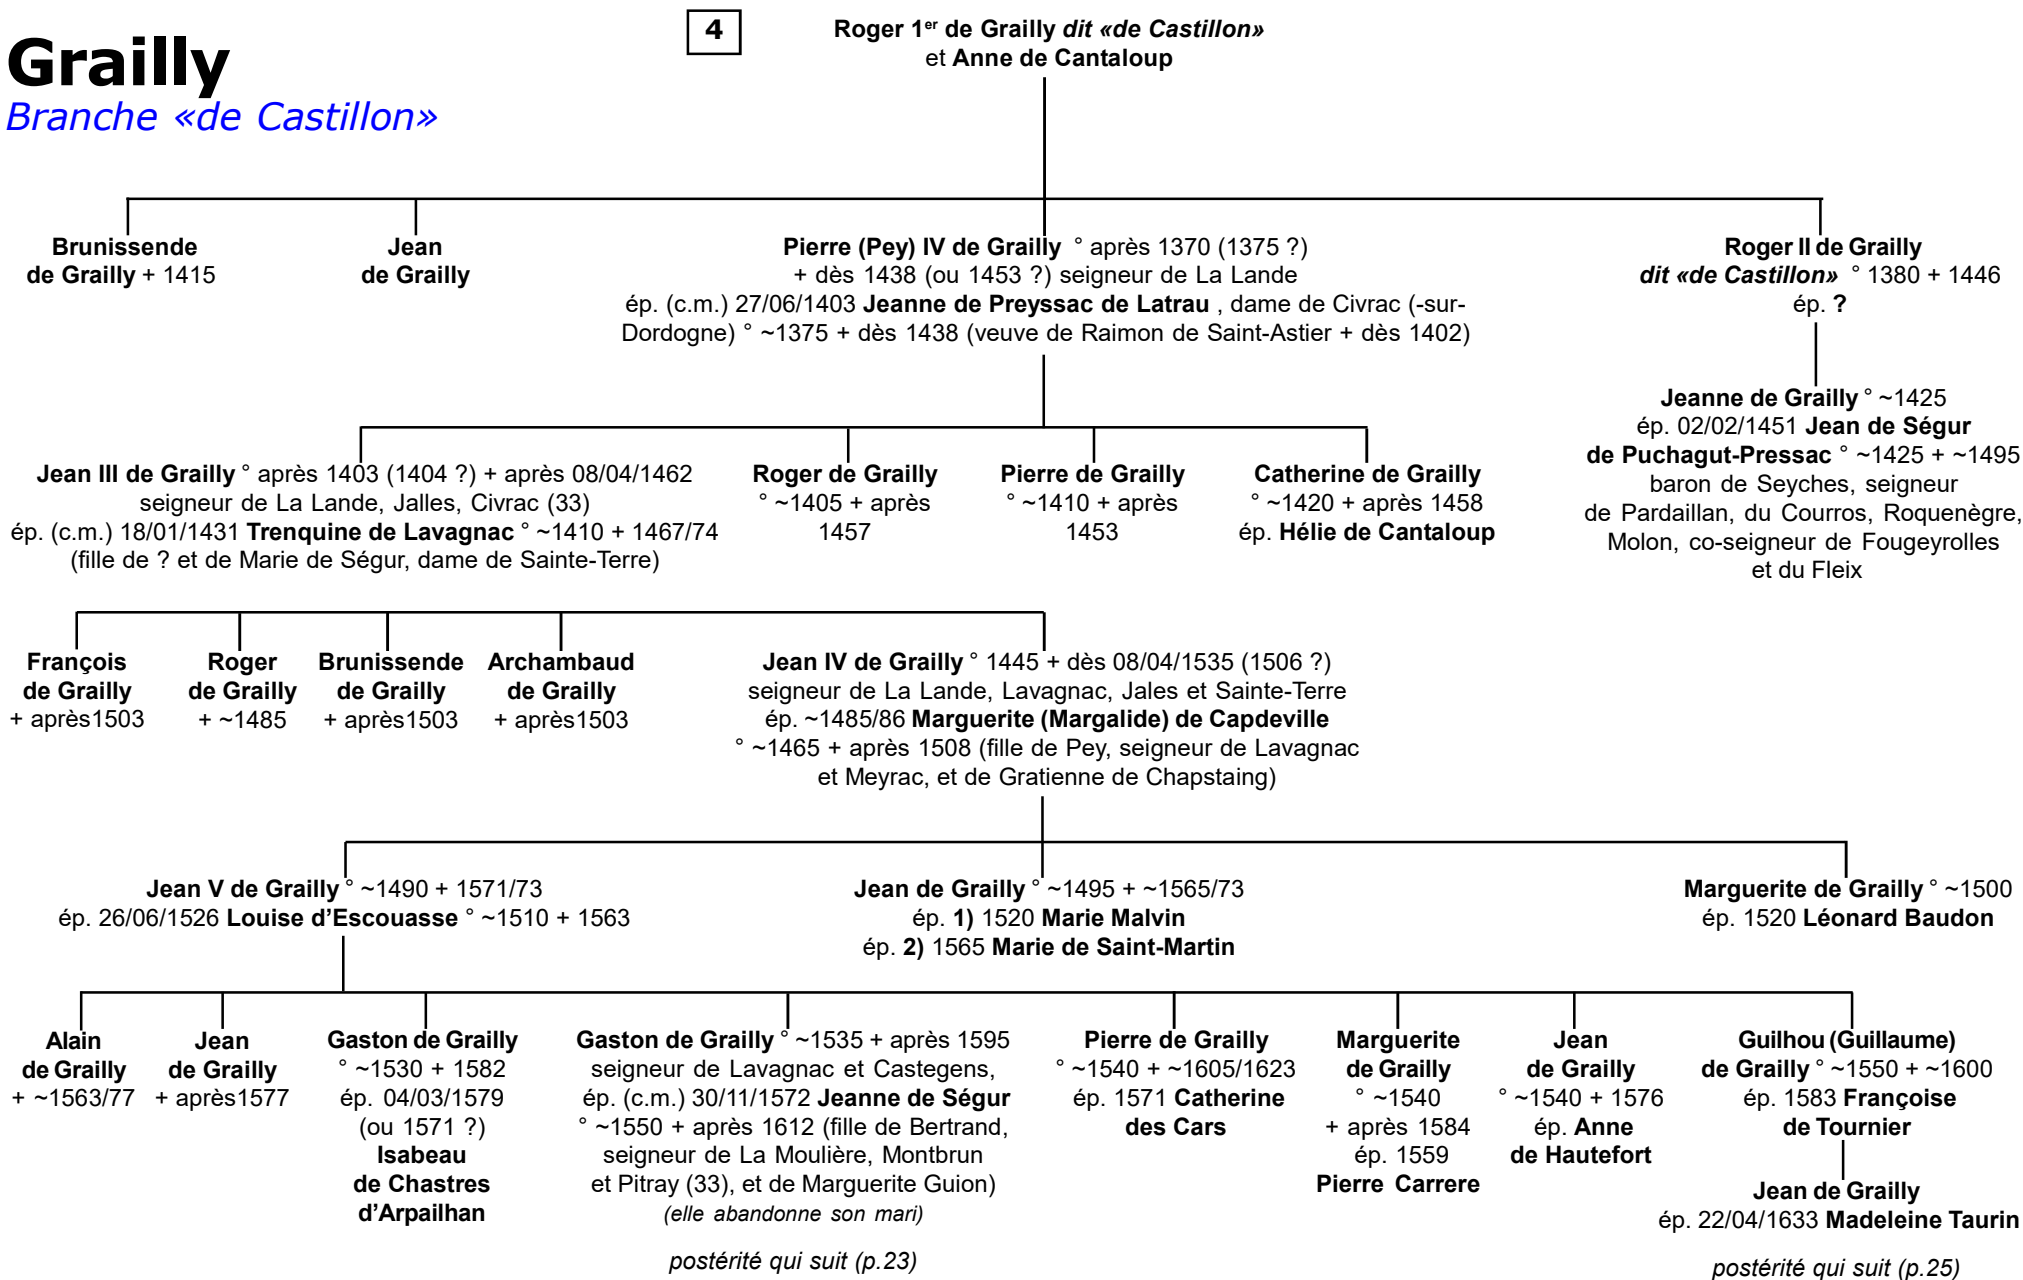 Grailly
Branche «de Castillon»
4
Roger 1er de Grailly dit «de Castillon»
et Anne de Cantaloup
Brunissende
de Grailly + 1415
Jean
de Grailly
Pierre (Pey) IV de Grailly ° après 1370 (1375 ?)
+ dès 1438 (ou 1453 ?) seigneur de La Lande
ép. (c.m.) 27/06/1403 Jeanne de Preyssac de Latrau , dame de Civrac (-sur-
Dordogne) ° ~1375 + dès 1438 (veuve de Raimon de Saint-Astier + dès 1402)
Roger II de Grailly
dit «de Castillon» ° 1380 + 1446
ép. ?
Jeanne de Grailly ° ~1425
ép. 02/02/1451 Jean de Ségur
de Puchagut-Pressac ° ~1425 + ~1495
baron de Seyches, seigneur
de Pardaillan, du Courros, Roquenègre,
Molon, co-seigneur de Fougeyrolles
et du Fleix
Jean III de Grailly ° après 1403 (1404 ?) + après 08/04/1462
seigneur de La Lande, Jalles, Civrac (33)
ép. (c.m.) 18/01/1431 Trenquine de Lavagnac ° ~1410 + 1467/74
(fille de ? et de Marie de Ségur, dame de Sainte-Terre)
Roger de Grailly
° ~1405 + après
1457
Pierre de Grailly
° ~1410 + après
1453
Catherine de Grailly
° ~1420 + après 1458
ép. Hélie de Cantaloup
François
de Grailly
+ après1503
Roger
de Grailly
+ ~1485
Brunissende
de Grailly
+ après1503
Archambaud
de Grailly
+ après1503
Jean IV de Grailly ° 1445 + dès 08/04/1535 (1506 ?)
seigneur de La Lande, Lavagnac, Jales et Sainte-Terre
ép. ~1485/86 Marguerite (Margalide) de Capdeville
° ~1465 + après 1508 (fille de Pey, seigneur de Lavagnac
et Meyrac, et de Gratienne de Chapstaing)
Jean V de Grailly ° ~1490 + 1571/73
ép. 26/06/1526 Louise d’Escouasse ° ~1510 + 1563
Jean de Grailly ° ~1495 + ~1565/73
ép. 1) 1520 Marie Malvin
ép. 2) 1565 Marie de Saint-Martin
Marguerite de Grailly ° ~1500
ép. 1520 Léonard Baudon
Alain
de Grailly
+ ~1563/77
Jean
de Grailly
+ après1577
Gaston de Grailly
° ~1530 + 1582
ép. 04/03/1579
(ou 1571 ?)
Isabeau
de Chastres
d’Arpailhan
Gaston de Grailly ° ~1535 + après 1595
seigneur de Lavagnac et Castegens,
ép. (c.m.) 30/11/1572 Jeanne de Ségur
° ~1550 + après 1612 (fille de Bertrand,
seigneur de La Moulière, Montbrun
et Pitray (33), et de Marguerite Guion)
(elle abandonne son mari)
postérité qui suit (p.23)
Pierre de Grailly
° ~1540 + ~1605/1623
ép. 1571 Catherine
des Cars
Marguerite
de Grailly
° ~1540
+ après 1584
ép. 1559
Pierre Carrere
Jean
de Grailly
° ~1540 + 1576
ép. Anne
de Hautefort
Guilhou (Guillaume)
de Grailly ° ~1550 + ~1600
ép. 1583 Françoise
de Tournier
Jean de Grailly
ép. 22/04/1633 Madeleine Taurin
postérité qui suit (p.25)